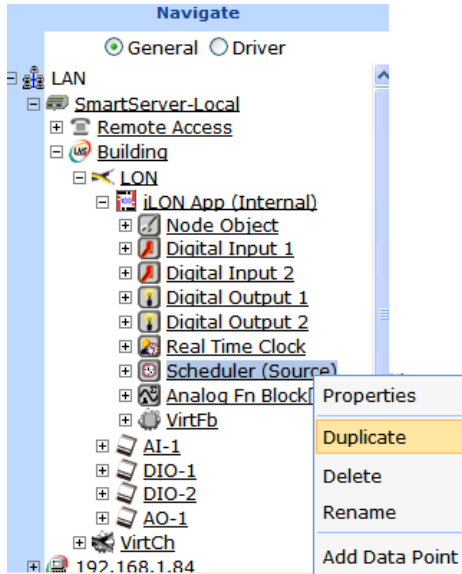 Navigate
General Driver
LAN
SmartServer-Local
Remote Access
Building
LON
iLON App (Internal)
Node Object
Digital Input 1
Digital Input 2
Digital Output 1
Digital Output 2
Real Time Clock
Scheduler (Source)
Analog Fn Block[
VirtFb
AI-1
DIO-1
DIO-2
AO-1
VirtCh
192.168.1.84
Properties
Duplicate
Delete
Rename
Add Data Point